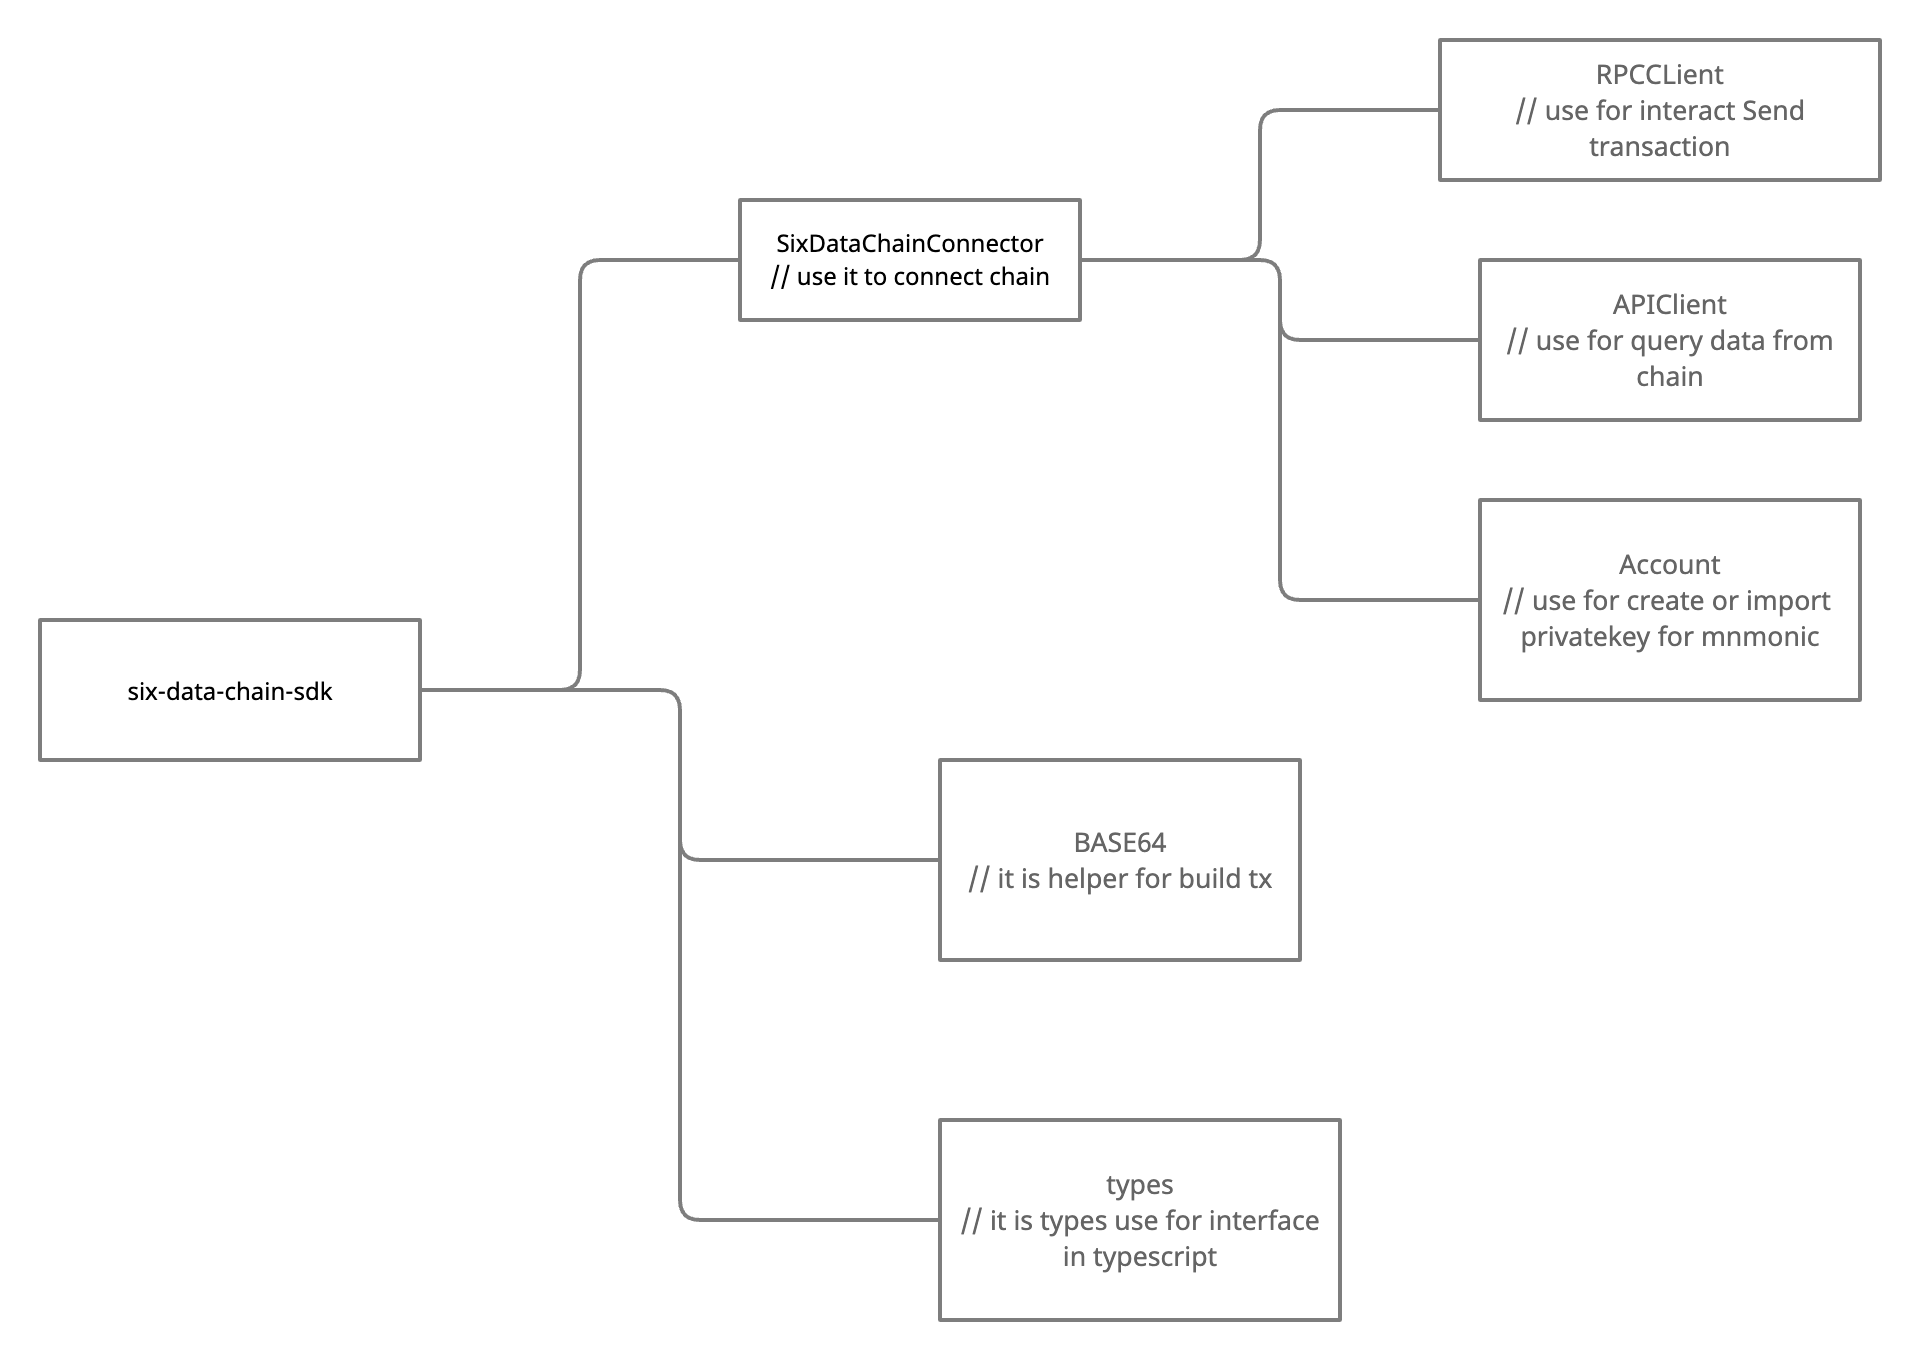 RPCCLient
// use for interact Send
transaction
SixDataChainConnector
// use it to connect chain
APIClient
// use for query data from
chain
Account
// use for create or import
privatekey for mnmonic
six-data-chain-sdk
BASE64
// it is helper for build tx
types
// it is types use for interface
in typescript